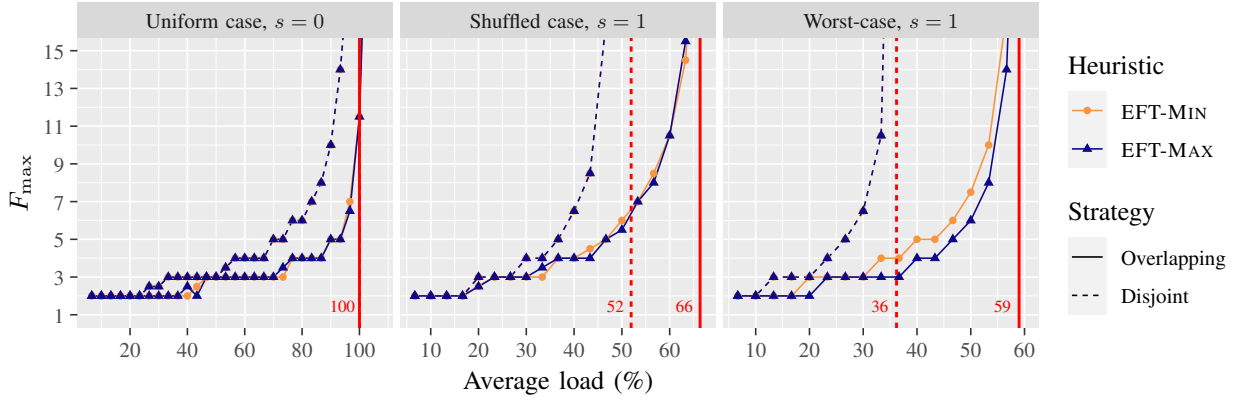 Uniform case, s = 0
Shuffled case, s = 1
Worst-case, s = 1
15
13
11
9
7
5
3
1
F_max
100
52
66
36
59
20 40 60 80 100
10 20 30 40 50 60
10 20 30 40 50 60
Average load (%)
Heuristic
EFT-MIN
EFT-MAX
Strategy
Overlapping
Disjoint